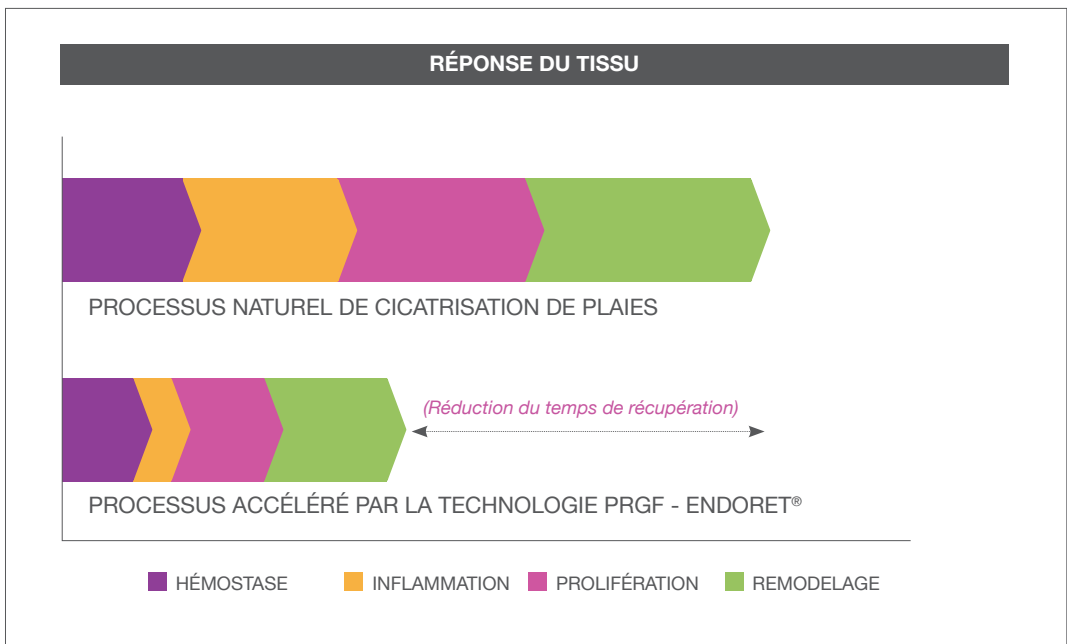 RÉPONSE DU TISSU
PROCESSUS NATUREL DE CICATRISATION DE PLAIES
(Réduction du temps de récupération)
PROCESSUS ACCÉLÉRÉ PAR LA TECHNOLOGIE PRGF - ENDORET®
HÉMOSTASE INFLAMMATION PROLIFÉRATION REMODELAGE